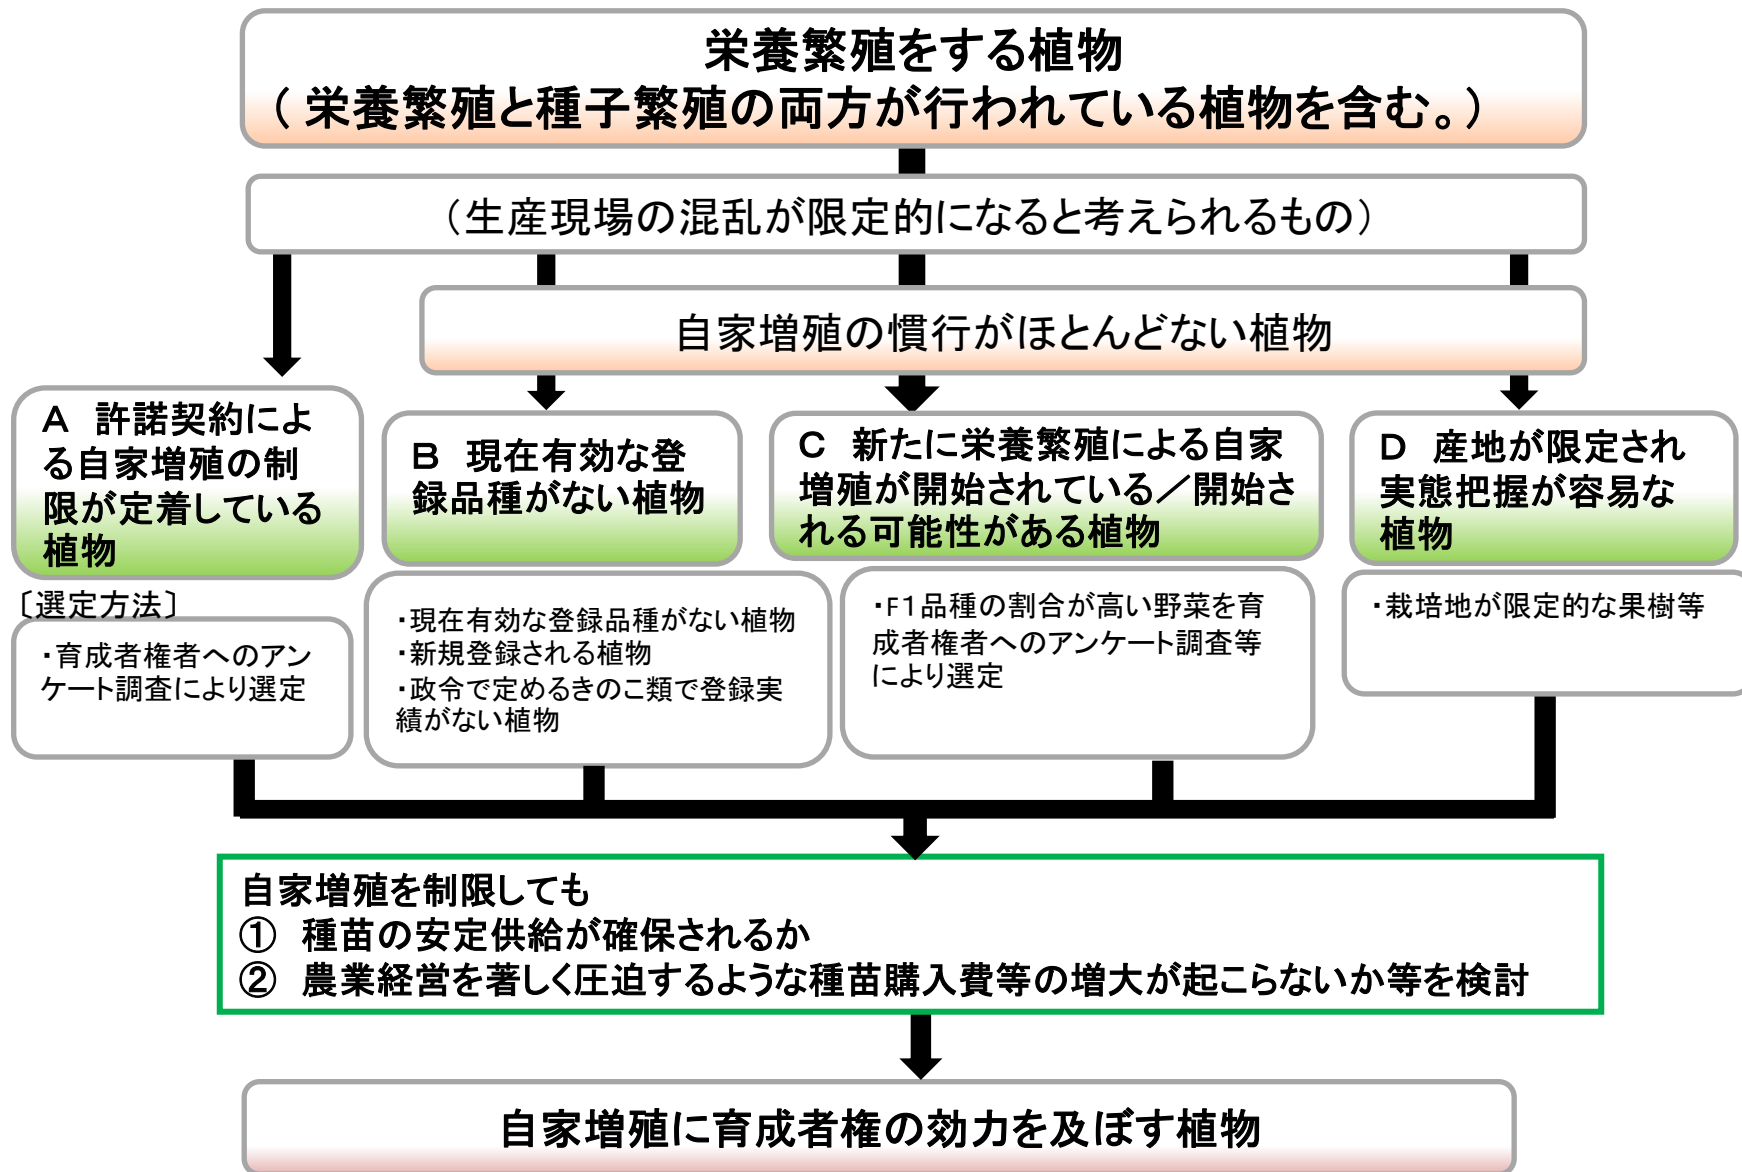 栄養繁殖をする植物
（ 栄養繁殖と種子繁殖の両方が行われている植物を含む。）
（生産現場の混乱が限定的になると考えられるもの）
自家増殖の慣行がほとんどない植物
Ａ　許諾契約によ
る自家増殖の制
限が定着している
植物
Ｂ　現在有効な登
録品種がない植物
Ｃ　新たに栄養繁殖による自家
増殖が開始されている／開始さ
れる可能性がある植物
Ｄ　産地が限定され
実態把握が容易な
植物
〔選定方法〕
・育成者権者へのアン
ケート調査により選定
・現在有効な登録品種がない植物
・新規登録される植物
・政令で定めるきのこ類で登録実
績がない植物
・F１品種の割合が高い野菜を育
成者権者へのアンケート調査等
により選定
・栽培地が限定的な果樹等
自家増殖を制限しても
①　種苗の安定供給が確保されるか
②　農業経営を著しく圧迫するような種苗購入費等の増大が起こらないか等を検討
自家増殖に育成者権の効力を及ぼす植物